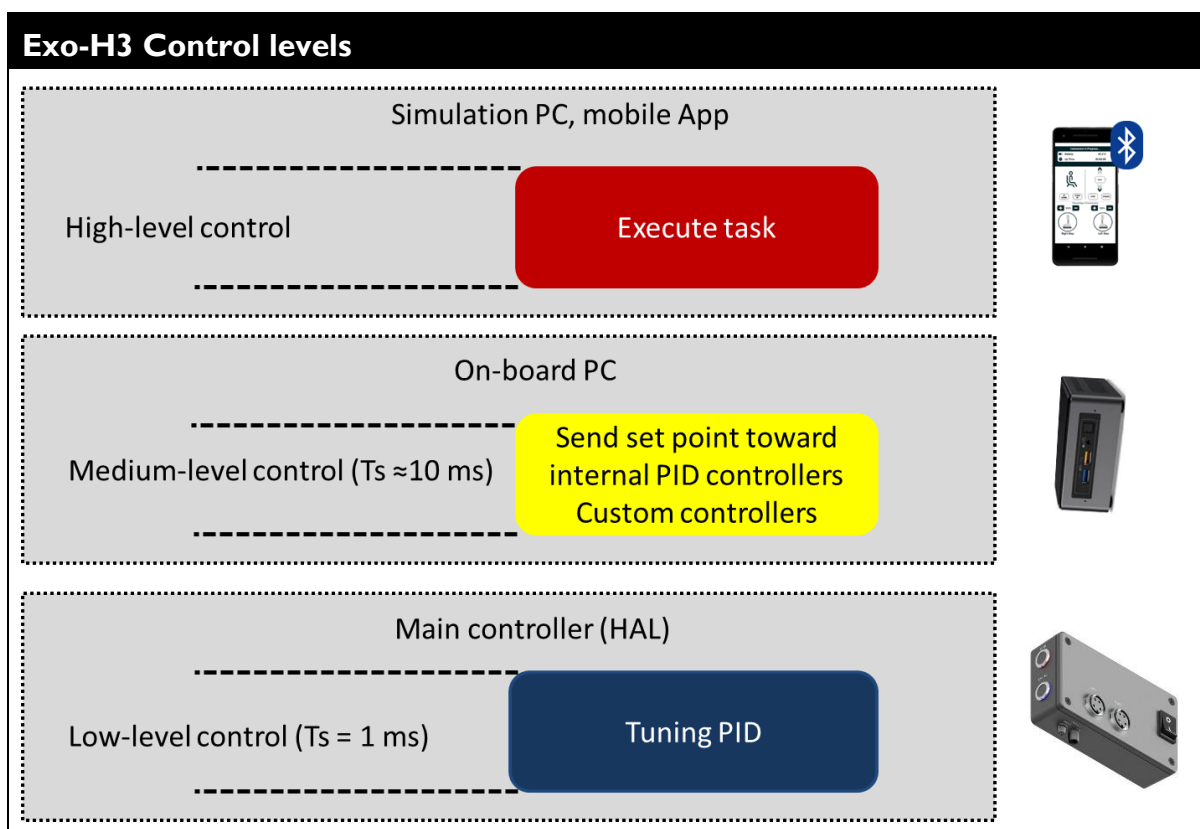 Exo-H3 Control levels
Simulation PC, mobile App
High-level control
Execute task
On-board PC
Medium-level control (Ts ≈10 ms)
Send set point toward
internal PID controllers
Custom controllers
Main controller (HAL)
Low-level control (Ts = 1 ms)
Tuning PID